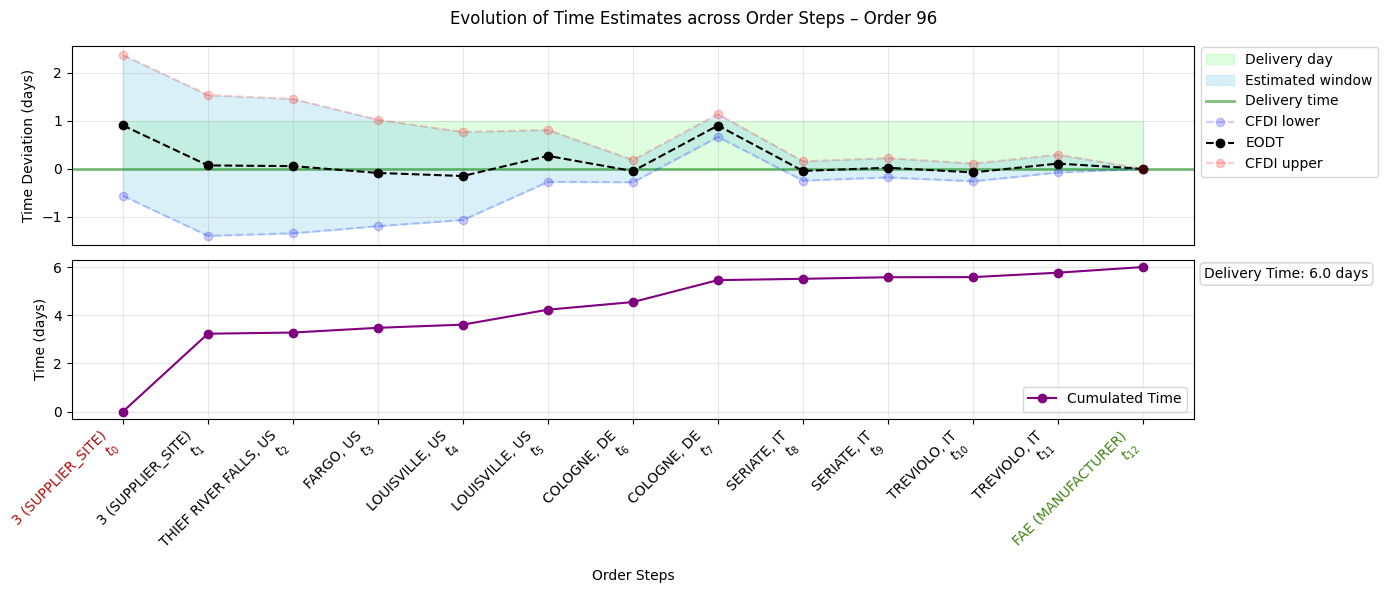 Evolution of Time Estimates across Order Steps – Order 96
Time Deviation (days)
2
1
0
−1
Delivery day
Estimated window
Delivery time
CFDI lower
EODT
CFDI upper
Time (days)
6
4
2
0
Delivery Time: 6.0 days
Cumulated Time
3 (SUPPLIER_SITE)
t0
3 (SUPPLIER_SITE)
t1
THIEF RIVER FALLS, US
t2
FARGO, US
t3
LOUISVILLE, US
t4
LOUISVILLE, US
t5
COLOGNE, DE
t6
COLOGNE, DE
t7
SERIATE, IT
t8
SERIATE, IT
t9
TREVIOLO, IT
t10
TREVIOLO, IT
t11
FAE (MANUFACTURER)
t12
Order Steps